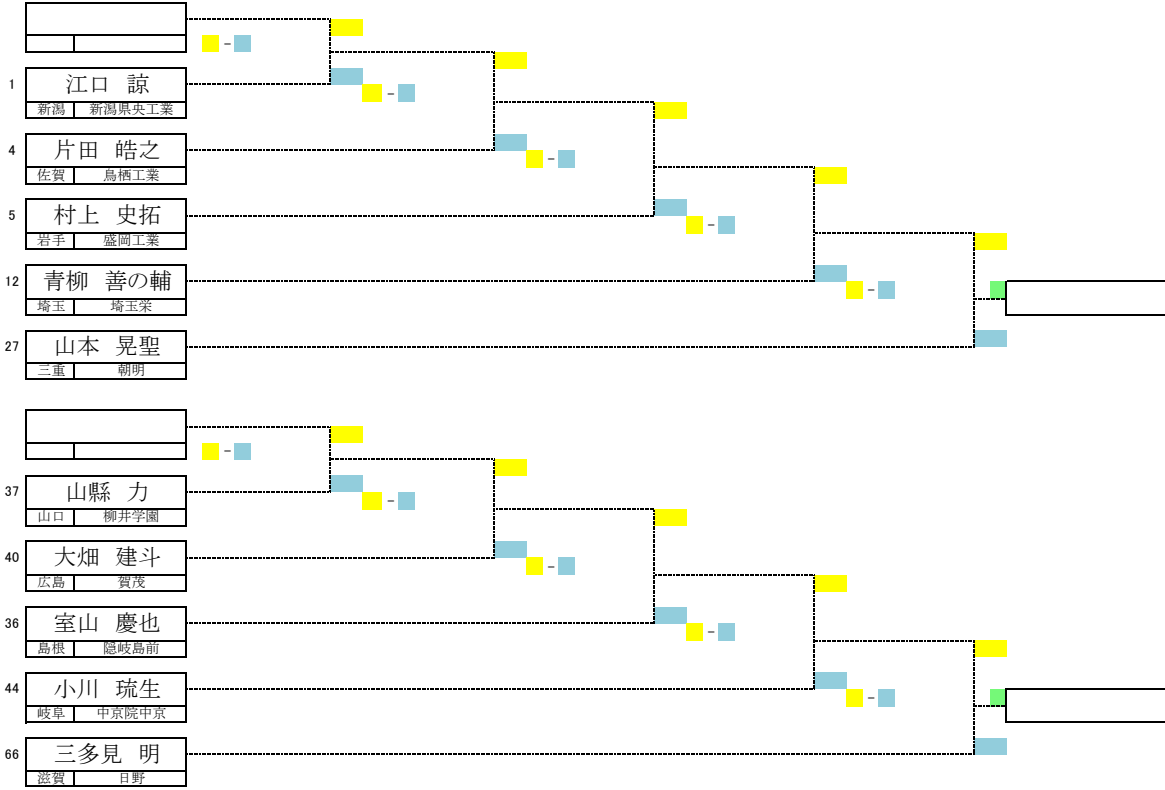 -
1 江口 諒
新潟 新潟県央工業
-
4 片田 皓之
佐賀 鳥栖工業
-
5 村上 史拓
岩手 盛岡工業
-
12 青柳 善の輔
埼玉 埼玉栄
-
27 山本 晃聖
三重 朝明
-
37 山縣 力
山口 柳井学園
-
40 大畑 建斗
広島 賀茂
-
36 室山 慶也
島根 隠岐島前
-
44 小川 琉生
岐阜 中京院中京
-
66 三多見 明
滋賀 日野